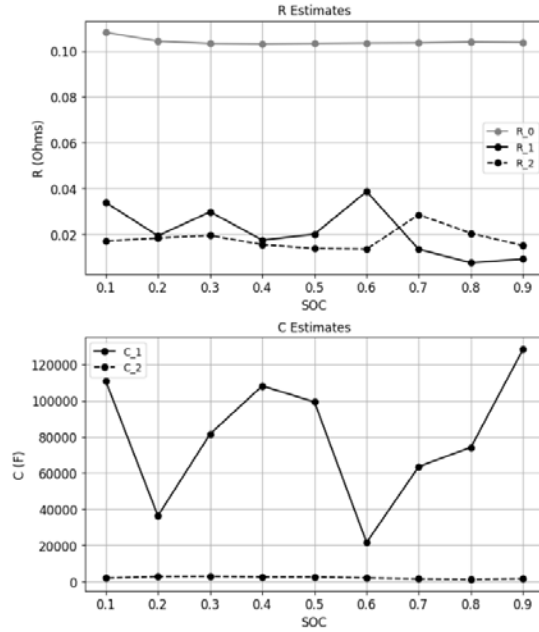 R Estimates
0.10
0.08
0.06
0.04
0.02
R (Ohms)
R_0
R_1
R_2
0.1 0.2 0.3 0.4 0.5 0.6 0.7 0.8 0.9
SOC
C Estimates
C_1
C_2
120000
100000
80000
60000
40000
20000
0
C (F)
0.1 0.2 0.3 0.4 0.5 0.6 0.7 0.8 0.9
SOC